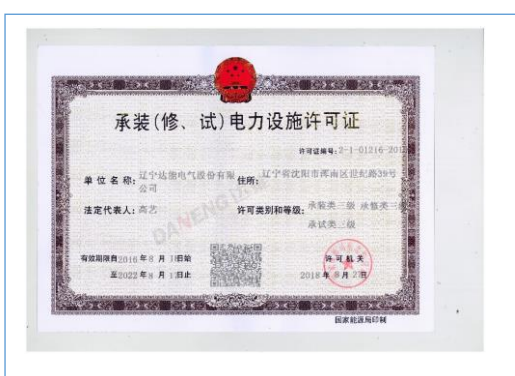 承装(修、试)电力设施许可证
许可证编号:2-1-01216-201
单 位 名 称: 辽宁达能电气股份有限公司
住所: 辽宁省沈阳市浑南区世纪路39号
法定代表人: 高艺
许可类别和等级: 承装类三级 承修类三级
承试类三级
有效期限自2016 年 8 月 日始
至2022 年 8 月 日止
许 可 机 关
2018 年 月 日
国家能源局印制
DANENG